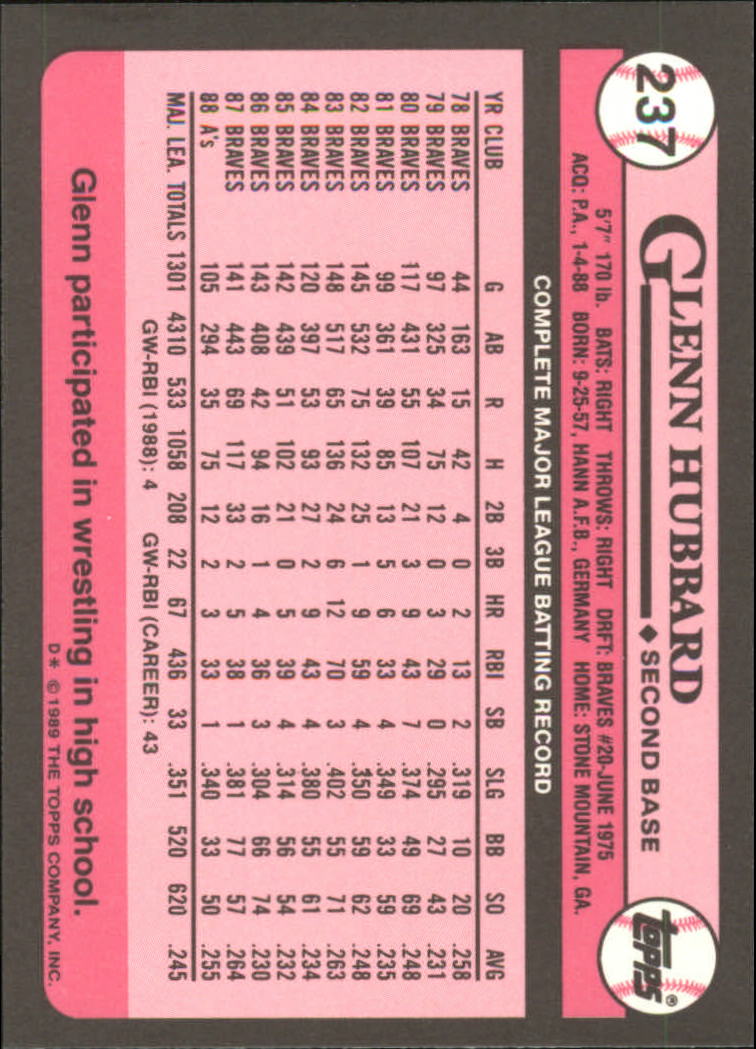 237
GLENN HUBBARD
◆ SECOND BASE
topps®
5'7" 170 lb. BATS: RIGHT THROWS: RIGHT DRFT: BRAVES #20-JUNE 1975
ACQ: P.A., 1-4-88 BORN: 9-25-57, HANN A.F.B., GERMANY HOME: STONE MOUNTAIN, GA.
COMPLETE MAJOR LEAGUE BATTING RECORD
YR CLUB G AB R H 2B 3B HR RBI SB SLG BB SO AVG
78 BRAVES 44 163 15 42 4 0 2 13 2 .319 10 20 .258
79 BRAVES 97 325 34 75 12 0 3 29 0 .295 27 43 .231
80 BRAVES 117 431 55 107 21 3 9 43 7 .374 49 69 .248
81 BRAVES 99 361 39 85 13 5 6 33 4 .349 33 59 .235
82 BRAVES 145 532 75 132 25 1 9 59 4 .350 59 62 .248
83 BRAVES 148 517 65 136 24 6 12 70 3 .402 55 71 .263
84 BRAVES 120 397 53 93 27 2 9 43 4 .380 55 61 .234
85 BRAVES 142 439 51 102 21 0 5 39 4 .314 56 54 .232
86 BRAVES 143 408 42 94 16 1 4 36 3 .304 66 74 .230
87 BRAVES 141 443 69 117 33 2 5 38 1 .381 77 57 .264
88 A's 105 294 35 75 12 2 3 33 1 .340 33 50 .255
MAJ. LEA. TOTALS 1301 4310 533 1058 208 22 67 436 33 .351 520 620 .245
GW-RBI (1988): 4 GW-RBI (CAREER): 43
Glenn participated in wrestling in high school.
D* © 1989 THE TOPPS COMPANY, INC.